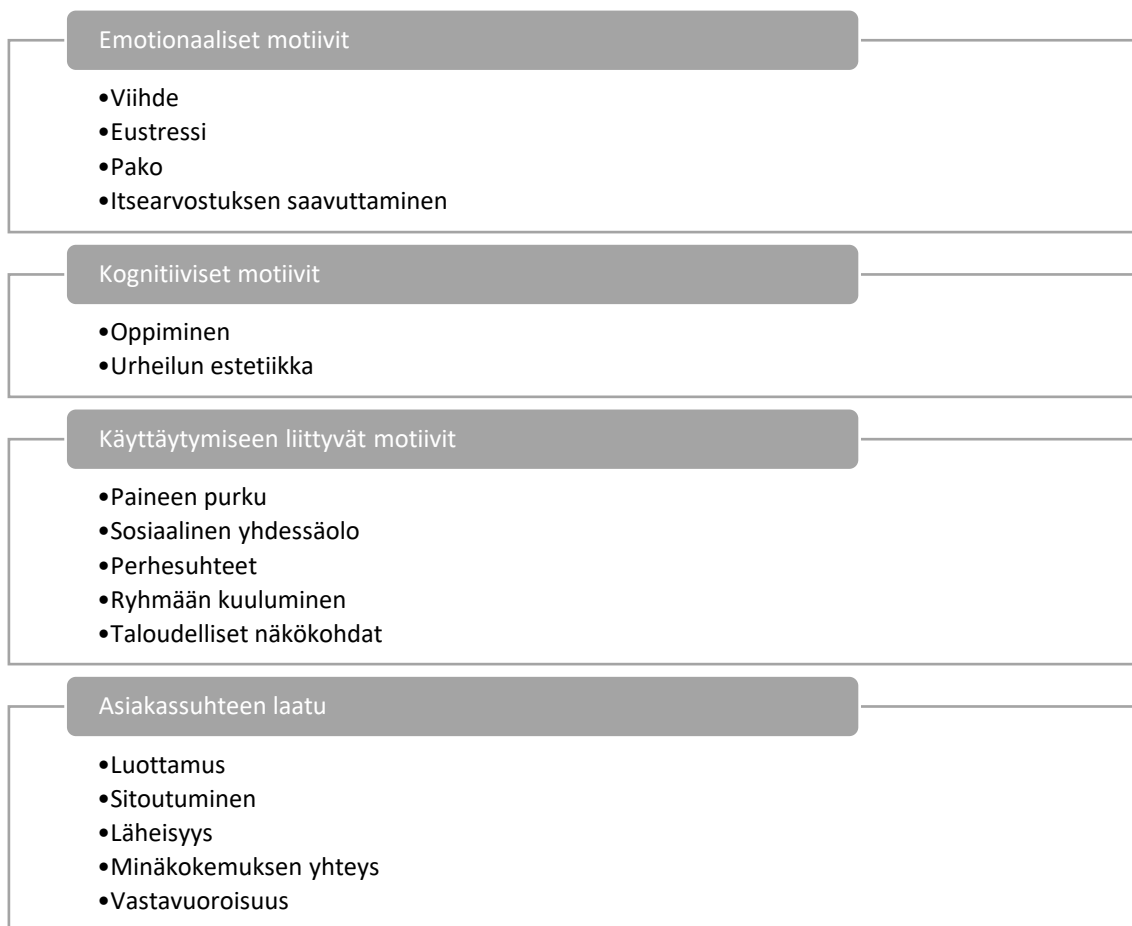 Emotionaaliset motiivit
•Viihde
•Eustressi
•Pako
•Itsearvostuksen saavuttaminen
Kognitiiviset motiivit
•Oppiminen
•Urheilun estetiikka
Käyttäytymiseen liittyvät motiivit
•Paineen purku
•Sosiaalinen yhdessäolo
•Perhesuhteet
•Ryhmään kuuluminen
•Taloudelliset näkökohdat
Asiakassuhteen laatu
•Luottamus
•Sitoutuminen
•Läheisyys
•Minäkokemuksen yhteys
•Vastavuoroisuus